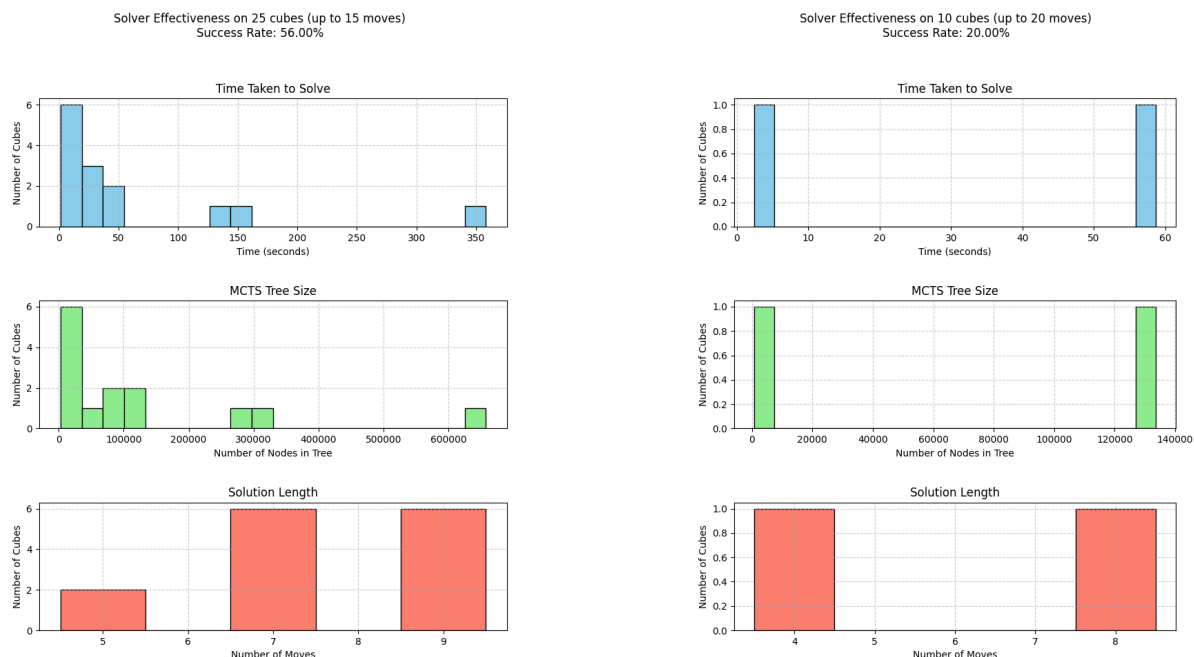 Solver Effectiveness on 25 cubes (up to 15 moves)
Success Rate: 56.00%
Time Taken to Solve
Number of Cubes
6
4
2
0
0 50 100 150 200 250 300 350
Time (seconds)
MCTS Tree Size
Number of Cubes
6
4
2
0
0 100000 200000 300000 400000 500000 600000
Number of Nodes in Tree
Solution Length
Number of Cubes
6
4
2
0
5 6 7 8 9
Number of Moves
Solver Effectiveness on 10 cubes (up to 20 moves)
Success Rate: 20.00%
Time Taken to Solve
Number of Cubes
1.0
0.8
0.6
0.4
0.2
0.0
0 10 20 30 40 50 60
Time (seconds)
MCTS Tree Size
Number of Cubes
1.0
0.8
0.6
0.4
0.2
0.0
0 20000 40000 60000 80000 100000 120000 140000
Number of Nodes in Tree
Solution Length
Number of Cubes
1.0
0.8
0.6
0.4
0.2
0.0
4 5 6 7 8
Number of Moves